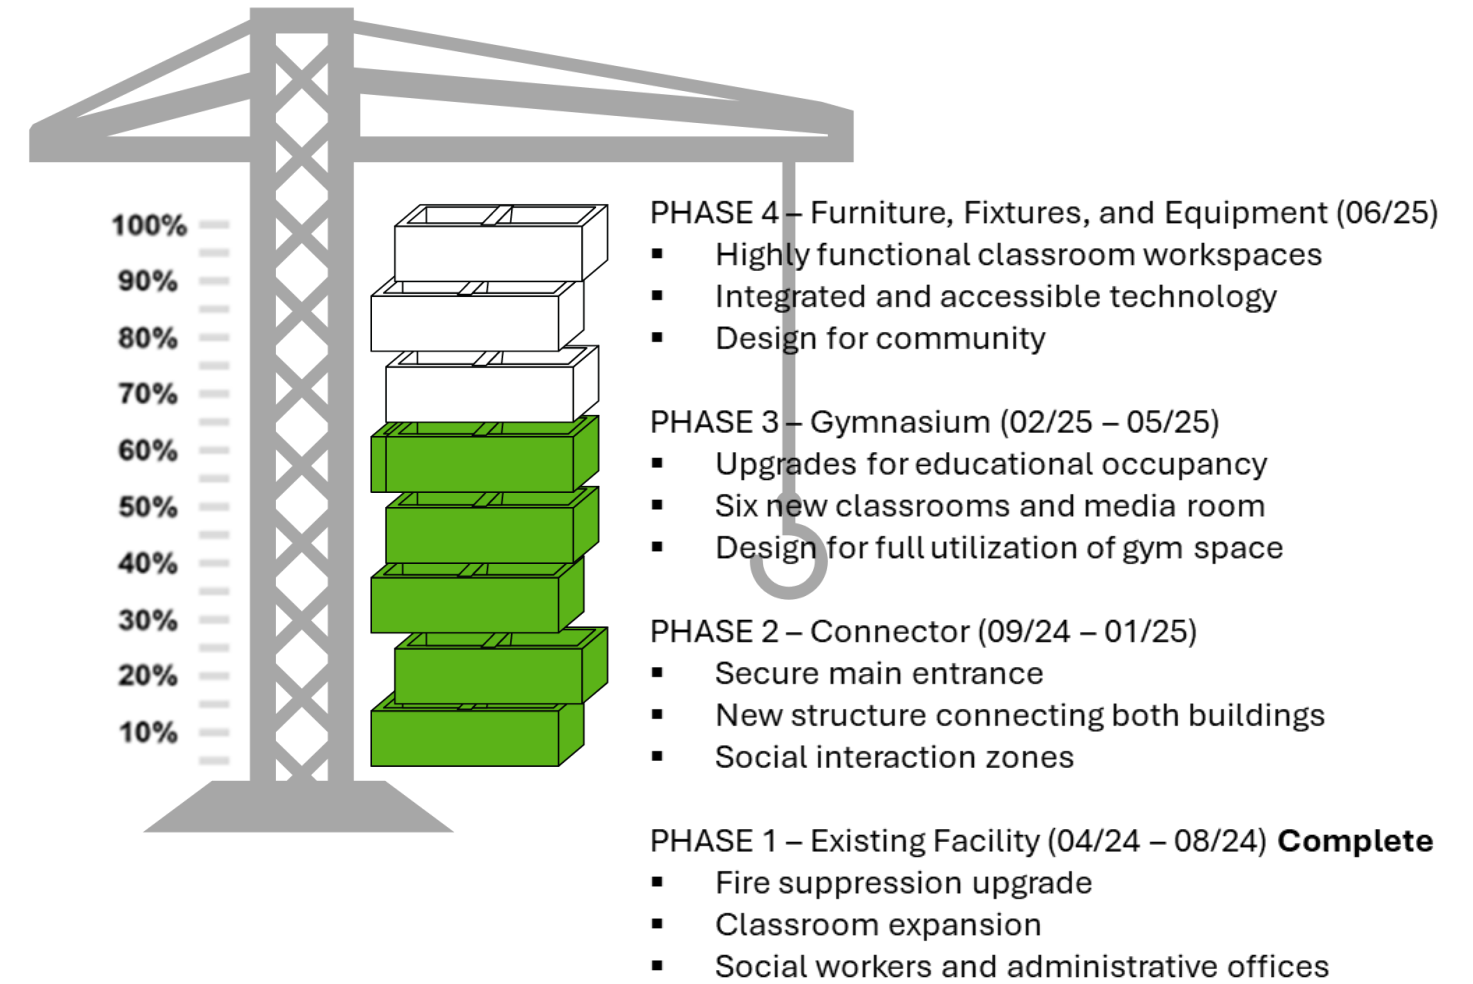 100%
90%
80%
70%
60%
50%
40%
30%
20%
10%
PHASE 4 – Furniture, Fixtures, and Equipment (06/25)
▪ Highly functional classroom workspaces
▪ Integrated and accessible technology
▪ Design for community
PHASE 3 – Gymnasium (02/25 – 05/25)
▪ Upgrades for educational occupancy
▪ Six new classrooms and media room
▪ Design for full utilization of gym space
PHASE 2 – Connector (09/24 – 01/25)
▪ Secure main entrance
▪ New structure connecting both buildings
▪ Social interaction zones
PHASE 1 – Existing Facility (04/24 – 08/24) Complete
▪ Fire suppression upgrade
▪ Classroom expansion
▪ Social workers and administrative offices